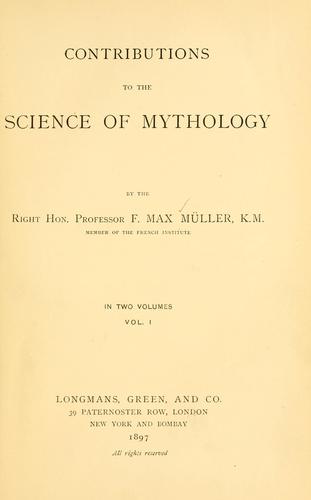 CONTRIBUTIONS
TO THE
SCIENCE OF MYTHOLOGY
BY THE
RIGHT HON. PROFESSOR F. MAX MÜLLER, K.M.
MEMBER OF THE FRENCH INSTITUTE
IN TWO VOLUMES
VOL. I
LONGMANS, GREEN, AND CO.
39 PATERNOSTER ROW, LONDON
NEW YORK AND BOMBAY
1897
All rights reserved